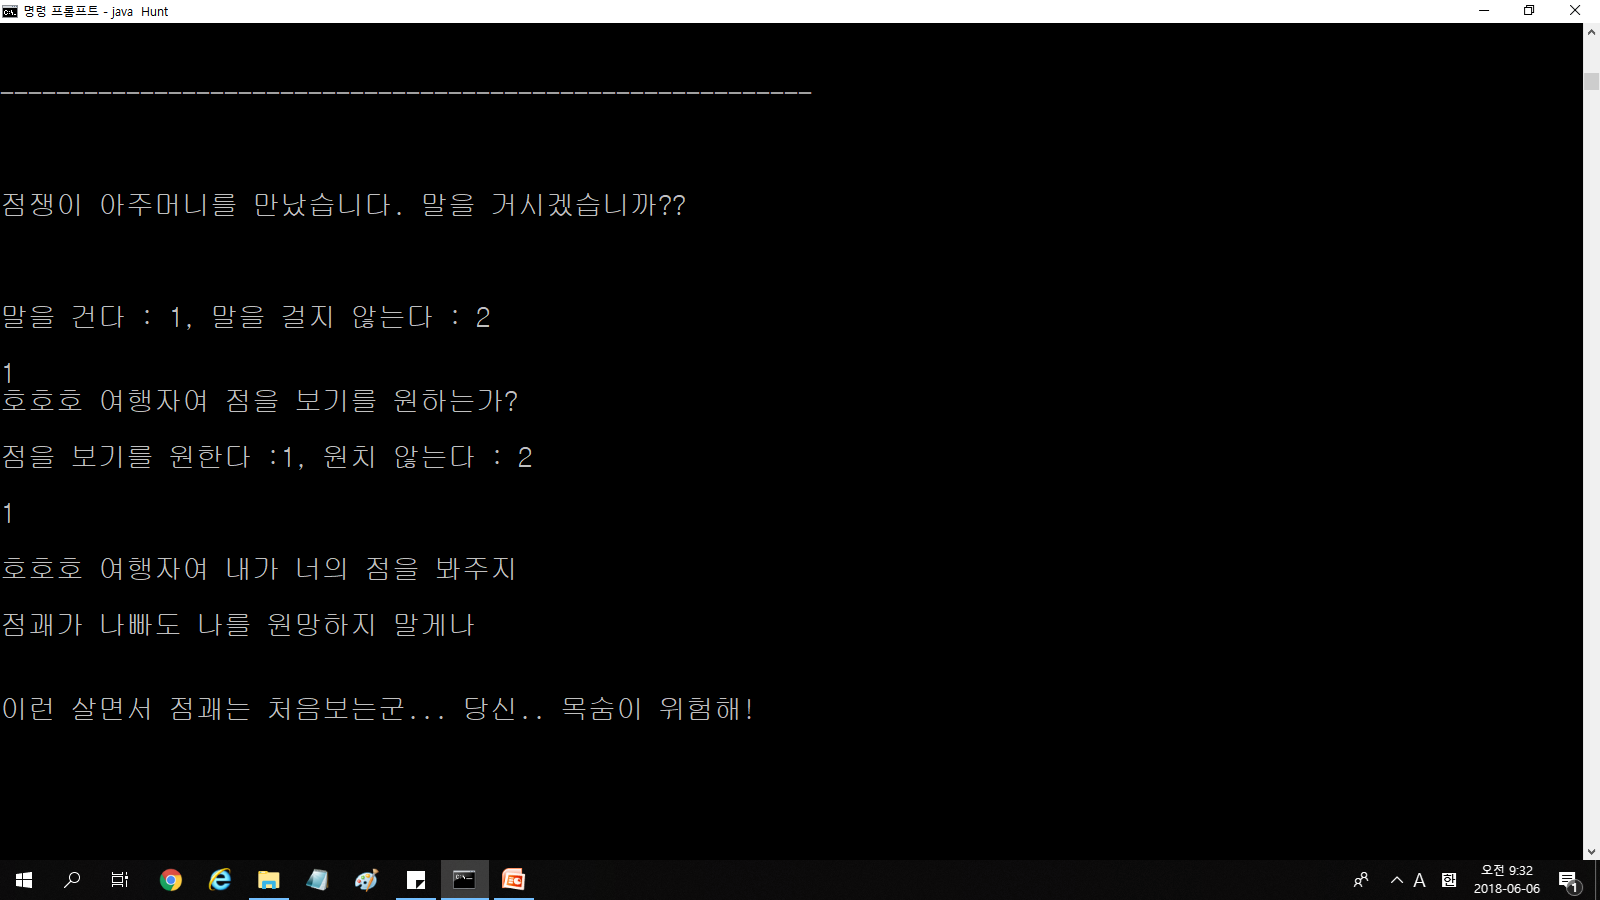 명령 프롬프트 - java  Hunt
----------------------------------------------------------
점쟁이 아주머니를 만났습니다. 말을 거시겠습니까??
말을 건다 : 1, 말을 걸지 않는다 : 2
1
호호호 여행자여 점을 보기를 원하는가?
점을 보기를 원한다 :1, 원치 않는다 : 2
1
호호호 여행자여 내가 너의 점을 봐주지
점괘가 나빠도 나를 원망하지 말게나
이런 살면서 점괘는 처음보는군... 당신.. 목숨이 위험해!
A 한 오전 9:32
2018-06-06
1